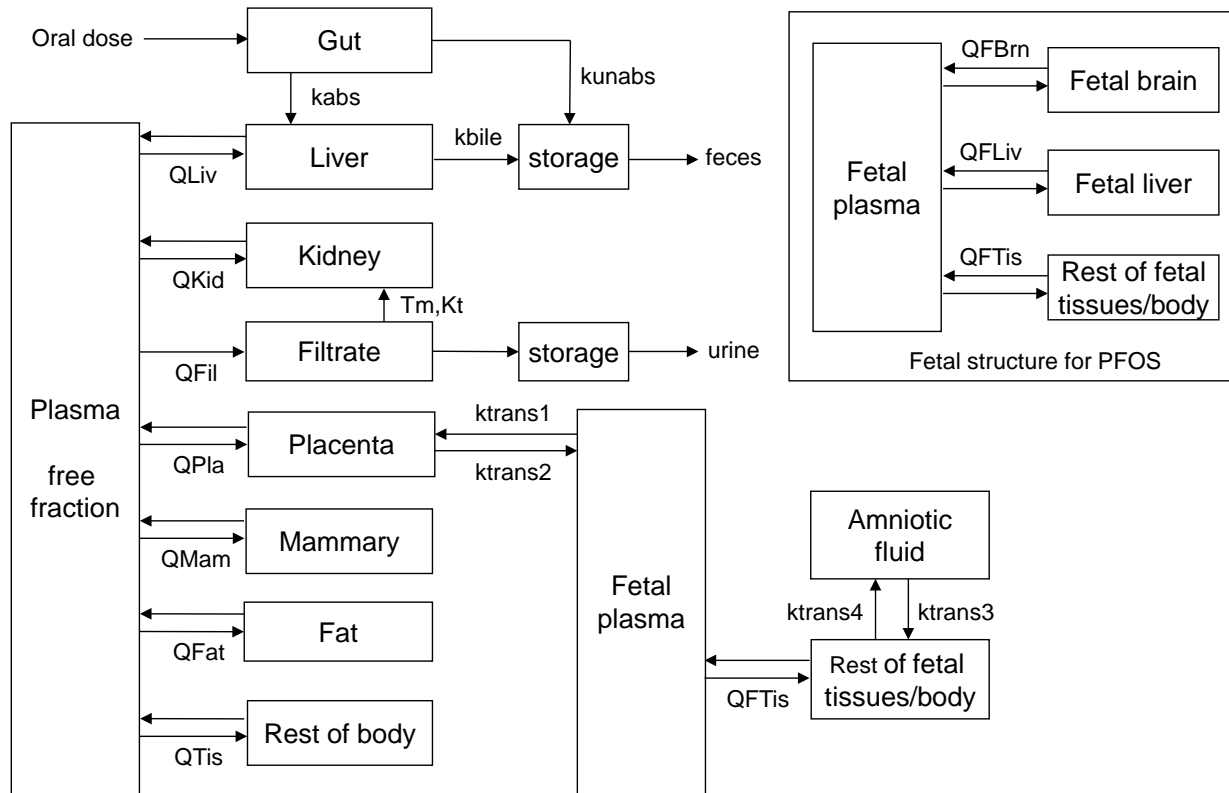 Oral dose
Gut
kabs
kunabs
Liver
QLiv
kbile
storage
feces
Kidney
QKid
Tm,Kt
Filtrate
QFil
storage
urine
Plasma
free
fraction
Placenta
QPla
ktrans1
ktrans2
Mammary
QMam
Fat
QFat
Rest of body
QTis
Fetal
plasma
QFTis
Amniotic
fluid
ktrans4
ktrans3
Rest of fetal
tissues/body
Fetal
plasma
QFBrn
Fetal brain
QFLiv
Fetal liver
QFTis
Rest of fetal
tissues/body
Fetal structure for PFOS